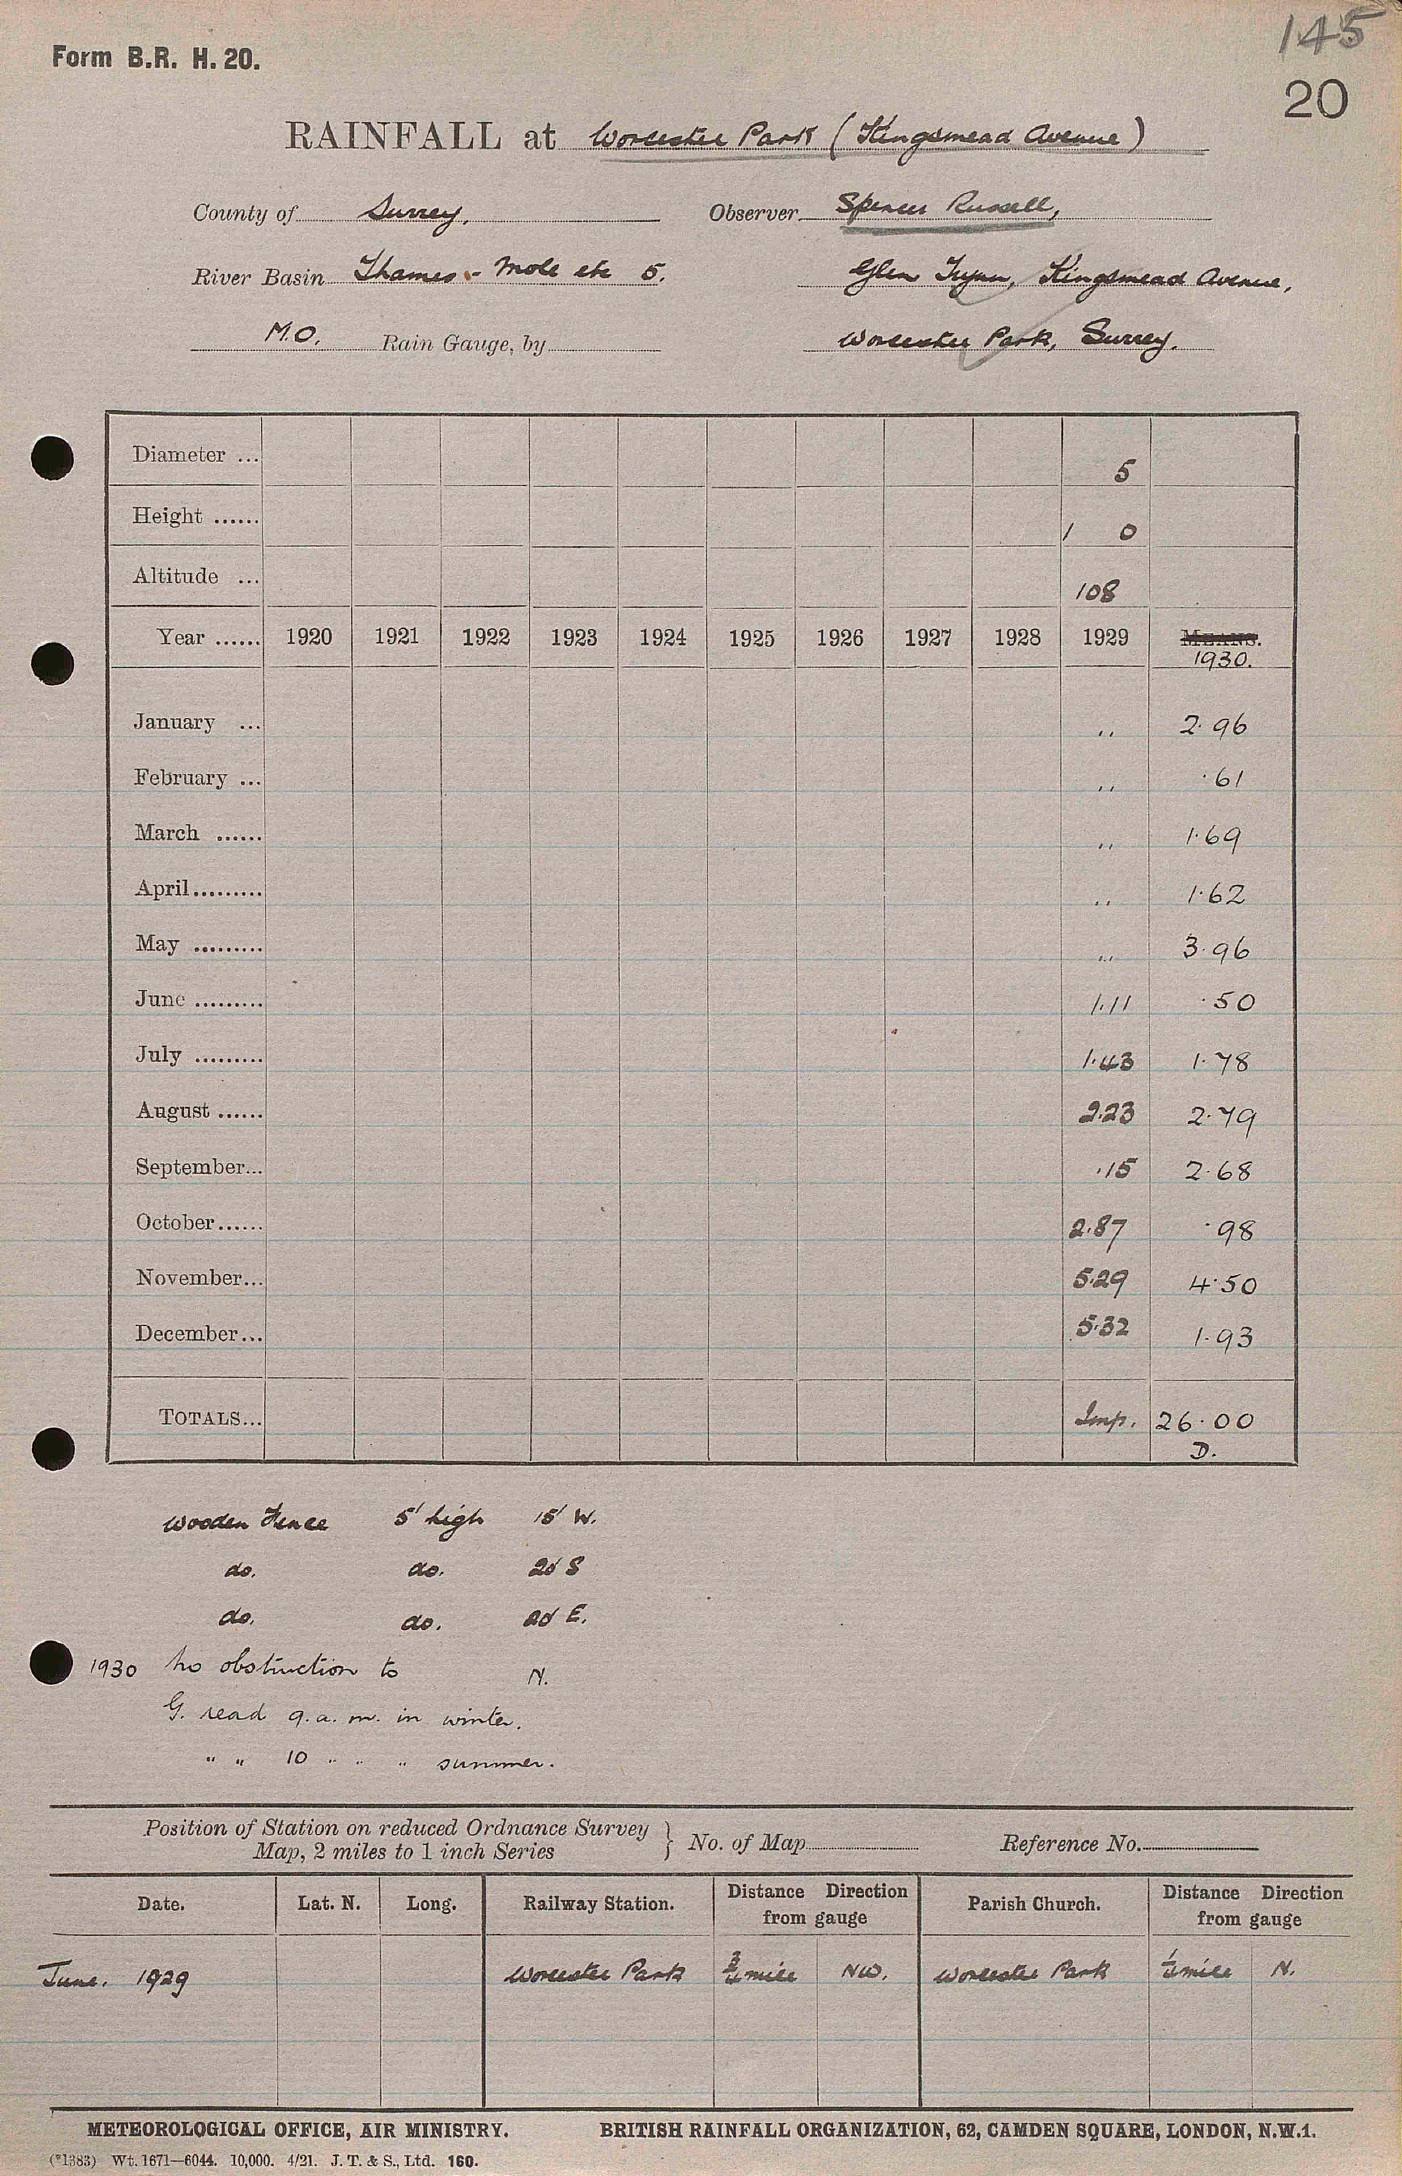 145
Form B.R. H. 20.
20
RAINFALL at Worcester Park (Kingsmead Avenue)
County of Surrey, Observer Spencer Russell,
River Basin Thames - Mole etc 5. Glen Kingsmead Avenue,
M.O. Rain Gauge, by Worcester Park, Surrey.
Diameter ... 5
Height ...... 1 0
Altitude ... 108
Year ...... 1920 1921 1922 1923 1924 1925 1926 1927 1928 1929 MEANS.
1930.
January ... ,, 2.96
February ... ,, .61
March ...... ,, 1.69
April......... ,, 1.62
May ......... ,, 3.96
June ......... 1.11 .50
July ......... 1.43 1.78
August ...... 2.23 2.79
September... .15 2.68
October...... 2.87 .98
November... 5.29 4.50
December... 5.32 1.93
TOTALS... Imp. 26.00
D.
Wooden Fence 5' high 15' W.
do. do. 20' S
do. do. 20' E.
1930 No obstruction to N.
G. read 9.a.m. in winter.
" " 10 " " " summer.
Position of Station on reduced Ordnance Survey
Map, 2 miles to 1 inch Series } No. of Map Reference No.
Date. Lat. N. Long. Railway Station. Distance Direction from gauge Parish Church. Distance Direction from gauge
June. 1929 Worcester Park ¾ mile NW. Worcester Park ¼ mile N.
METEOROLOGICAL OFFICE, AIR MINISTRY. BRITISH RAINFALL ORGANIZATION, 62, CAMDEN SQUARE, LONDON, N.W.1.
(*1383) Wt. 1671—6044. 10,000. 4/21. J. T. & S., Ltd. 160.